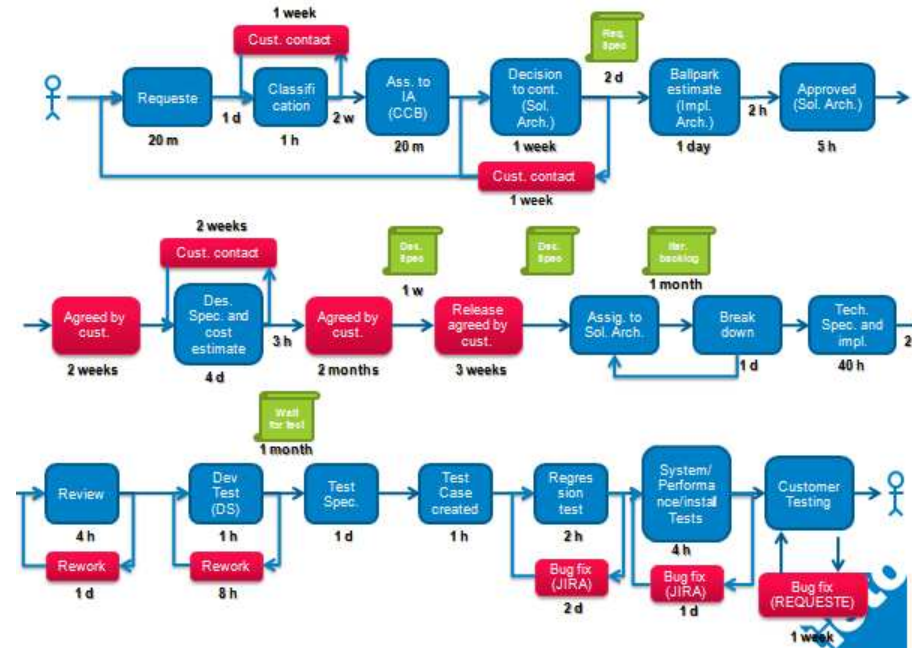 1 week
Cust. contact
Req.
Spec
2 d
Requeste
Classifi
cation
Ass. to
IA
(CCB)
Decision
to cont.
(Sol.
Arch.)
Ballpark
estimate
(Impl.
Arch.)
Approved
(Sol. Arch.)
1 d
2 w
2 h
20 m
1 h
20 m
1 week
1 day
5 h
Cust. contact
1 week
2 weeks
Cust. contact
Des.
Spec
1 w
Des.
Spec
Iter.
backlog
1 month
Agreed by
cust.
Des.
Spec. and
cost
estimate
Agreed by
cust.
Release
agreed by
cust.
Assig. to
Sol. Arch.
Break
down
Tech.
Spec. and
impl.
3 h
2
2 weeks
4 d
2 months
3 weeks
1 d
40 h
Wait
for test
1 month
Review
Dev
Test
(DS)
Test
Spec.
Test
Case
created
Regres
sion
test
System/
Performa
nce/instal
Tests
Customer
Testing
4 h
1 h
1 d
1 h
2 h
4 h
Rework
Rework
Bug fix
(JIRA)
Bug fix
(JIRA)
Bug fix
(REQUESTE)
1 d
8 h
2 d
1 d
1 week